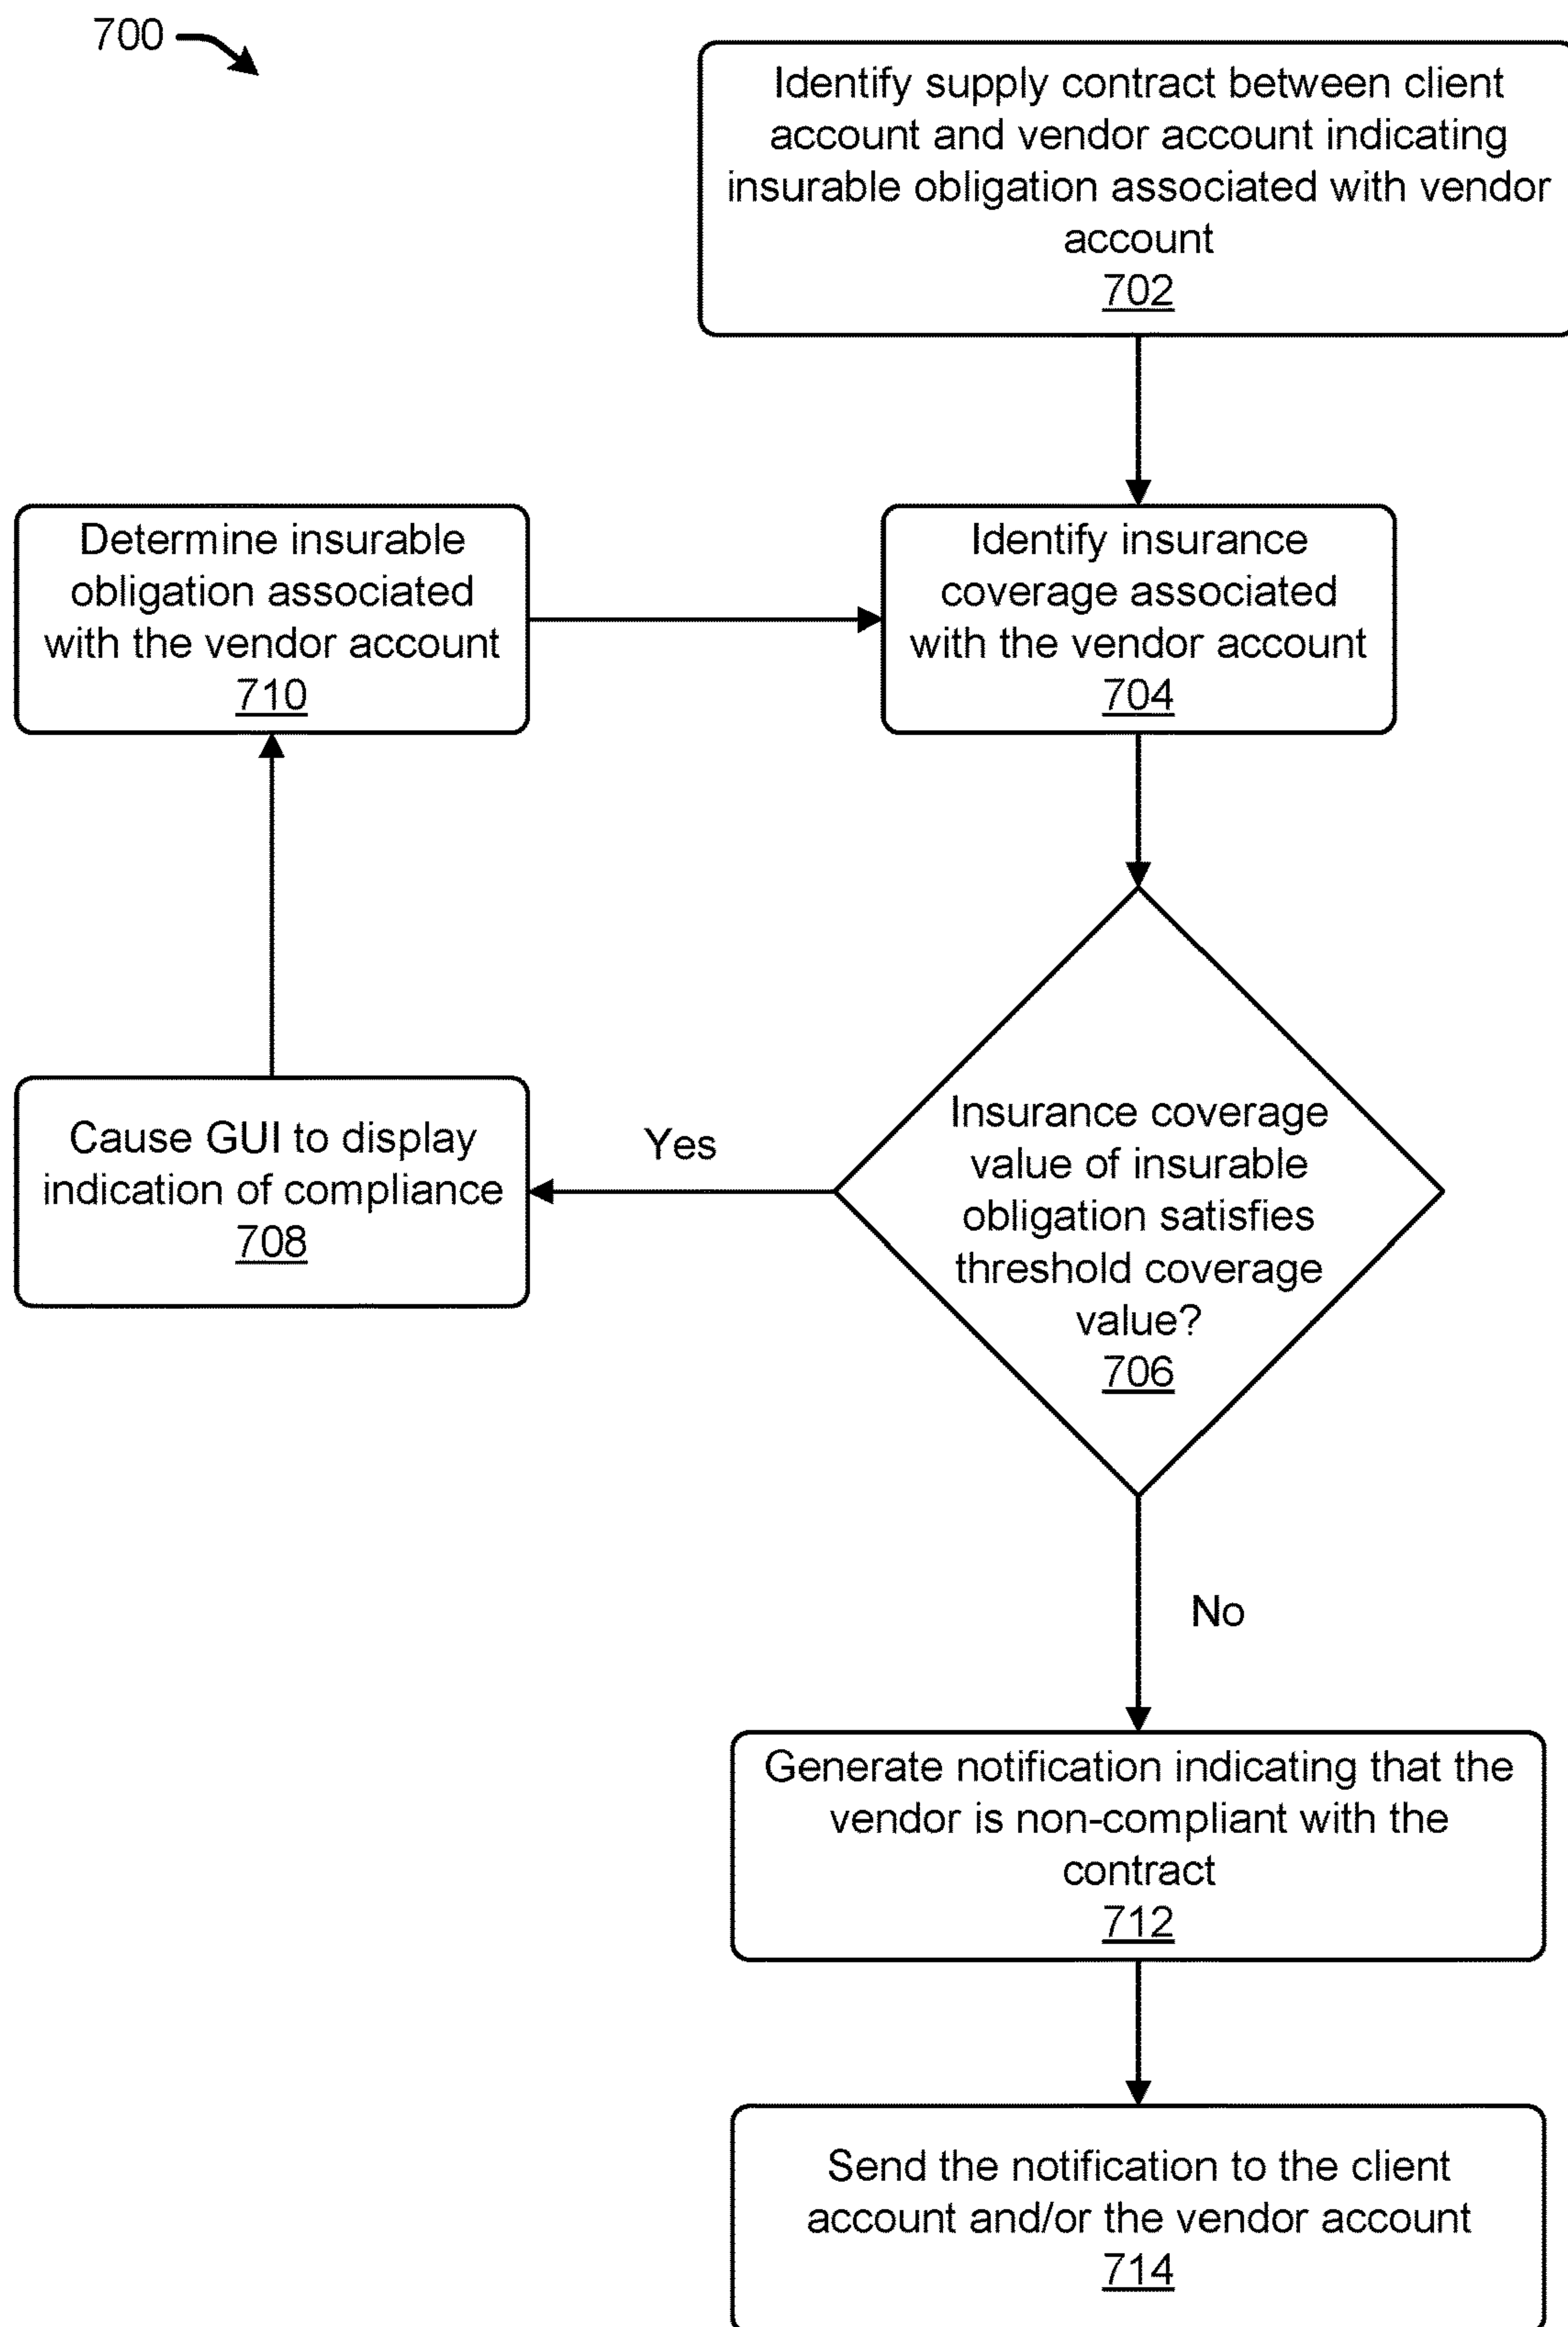 700
Identify supply contract between client
account and vendor account indicating
insurable obligation associated with vendor
account
702
Determine insurable
obligation associated
with the vendor account
710
Identify insurance
coverage associated
with the vendor account
704
Cause GUI to display
indication of compliance
708
Yes
Insurance coverage
value of insurable
obligation satisfies
threshold coverage
value?
706
No
Generate notification indicating that the
vendor is non-compliant with the
contract
712
Send the notification to the client
account and/or the vendor account
714